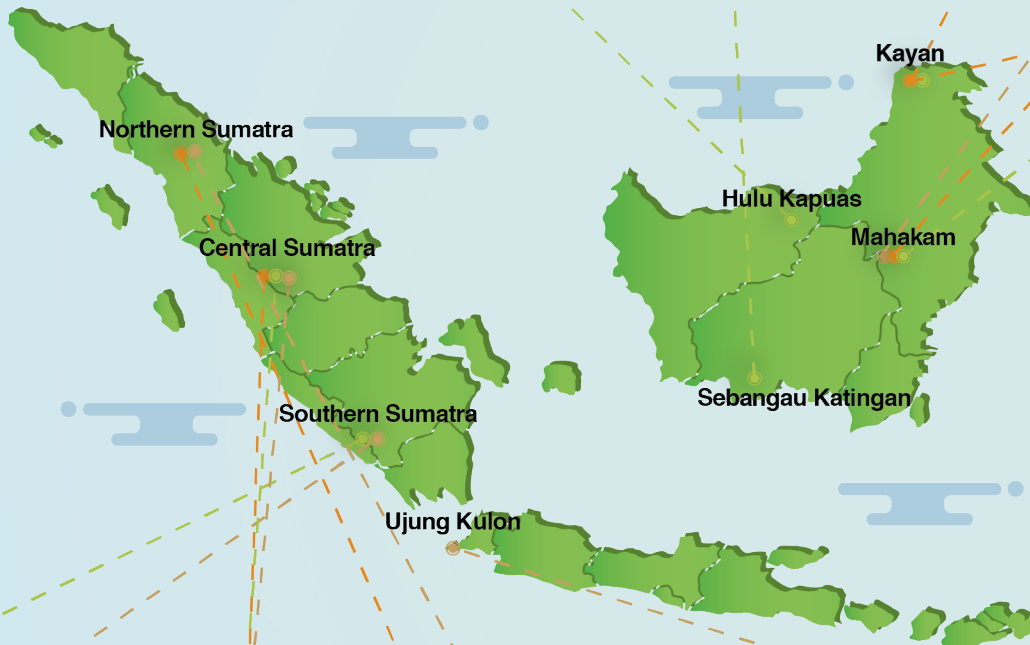 Kayan
Northern Sumatra
Hulu Kapuas
Mahakam
Central Sumatra
Sebangau Katingan
Southern Sumatra
Ujung Kulon